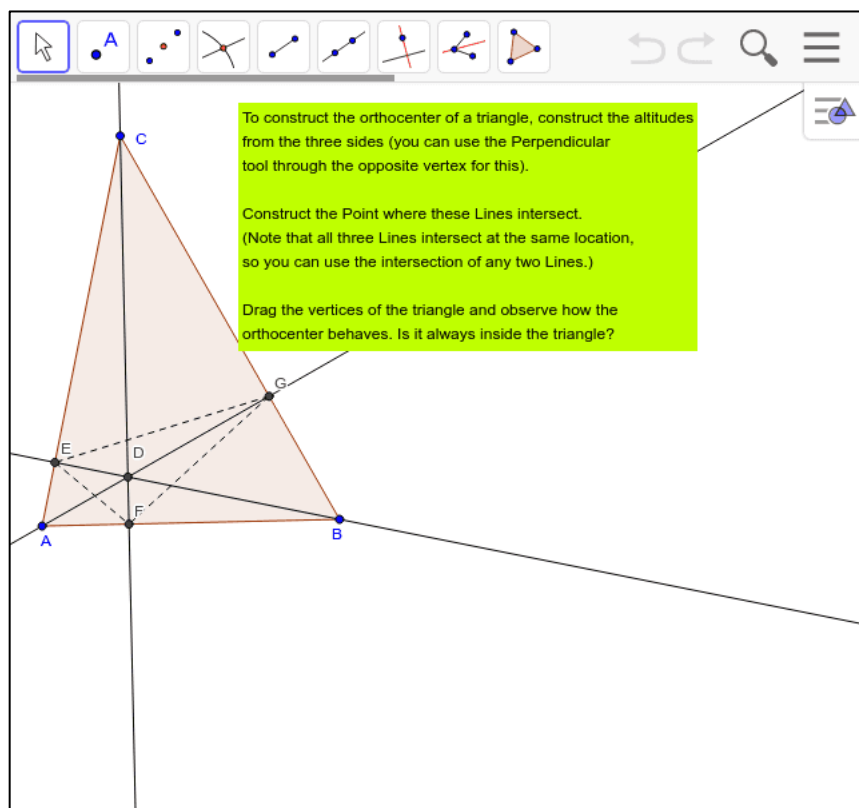 A
To construct the orthocenter of a triangle, construct the altitudes
from the three sides (you can use the Perpendicular
tool through the opposite vertex for this).
Construct the Point where these Lines intersect.
(Note that all three Lines intersect at the same location,
so you can use the intersection of any two Lines.)
Drag the vertices of the triangle and observe how the
orthocenter behaves. Is it always inside the triangle?
C
G
E
D
F
A
B